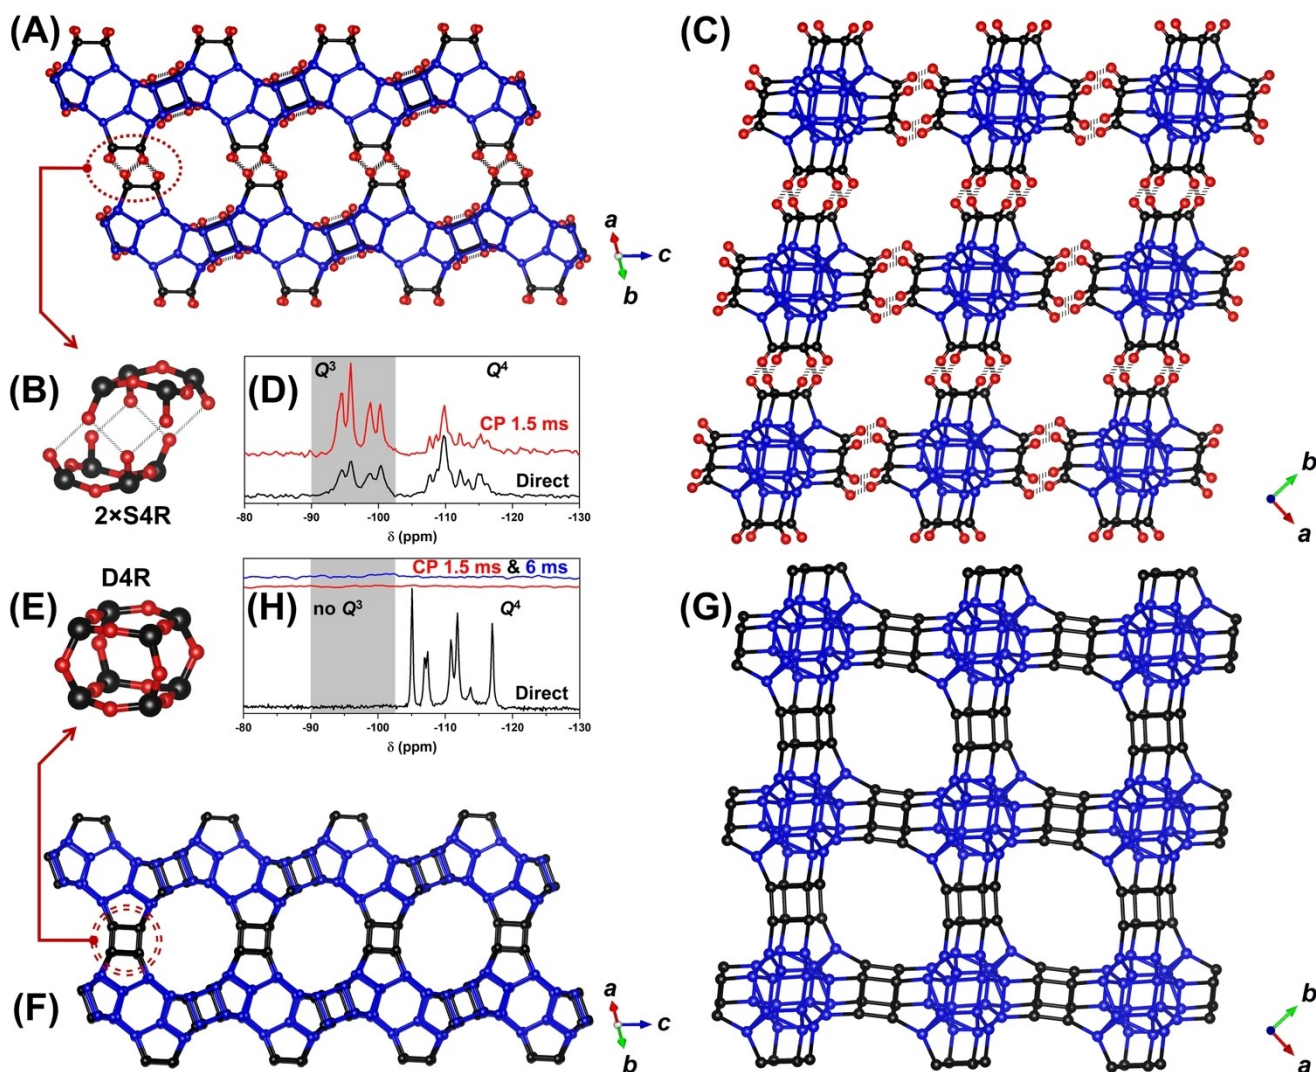 (A)
a
c
b
(C)
b
a
(B)
2×S4R
(D)
Q³
Q⁴
CP 1.5 ms
Direct
-80 -90 -100 -110 -120 -130
δ (ppm)
D4R
(E)
(H)
CP 1.5 ms & 6 ms
no Q³
Q⁴
Direct
-80 -90 -100 -110 -120 -130
δ (ppm)
(G)
b
a
(F)
a
c
b